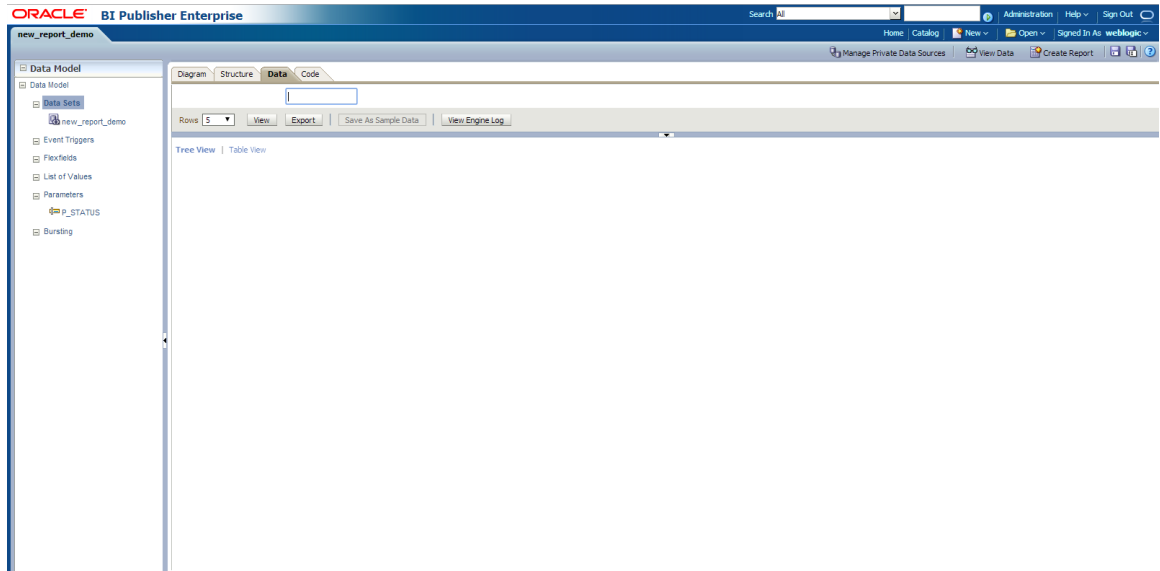 ORACLE BI Publisher Enterprise
Search All
Administration Help Sign Out
new_report_demo
Home Catalog New Open Signed In As weblogic
Manage Private Data Sources View Data Create Report
Data Model
Data Model
Data Sets
new_report_demo
Event Triggers
Flexfields
List of Values
Parameters
P_STATUS
Bursting
Diagram Structure Data Code
Rows 5 View Export Save As Sample Data View Engine Log
Tree View | Table View